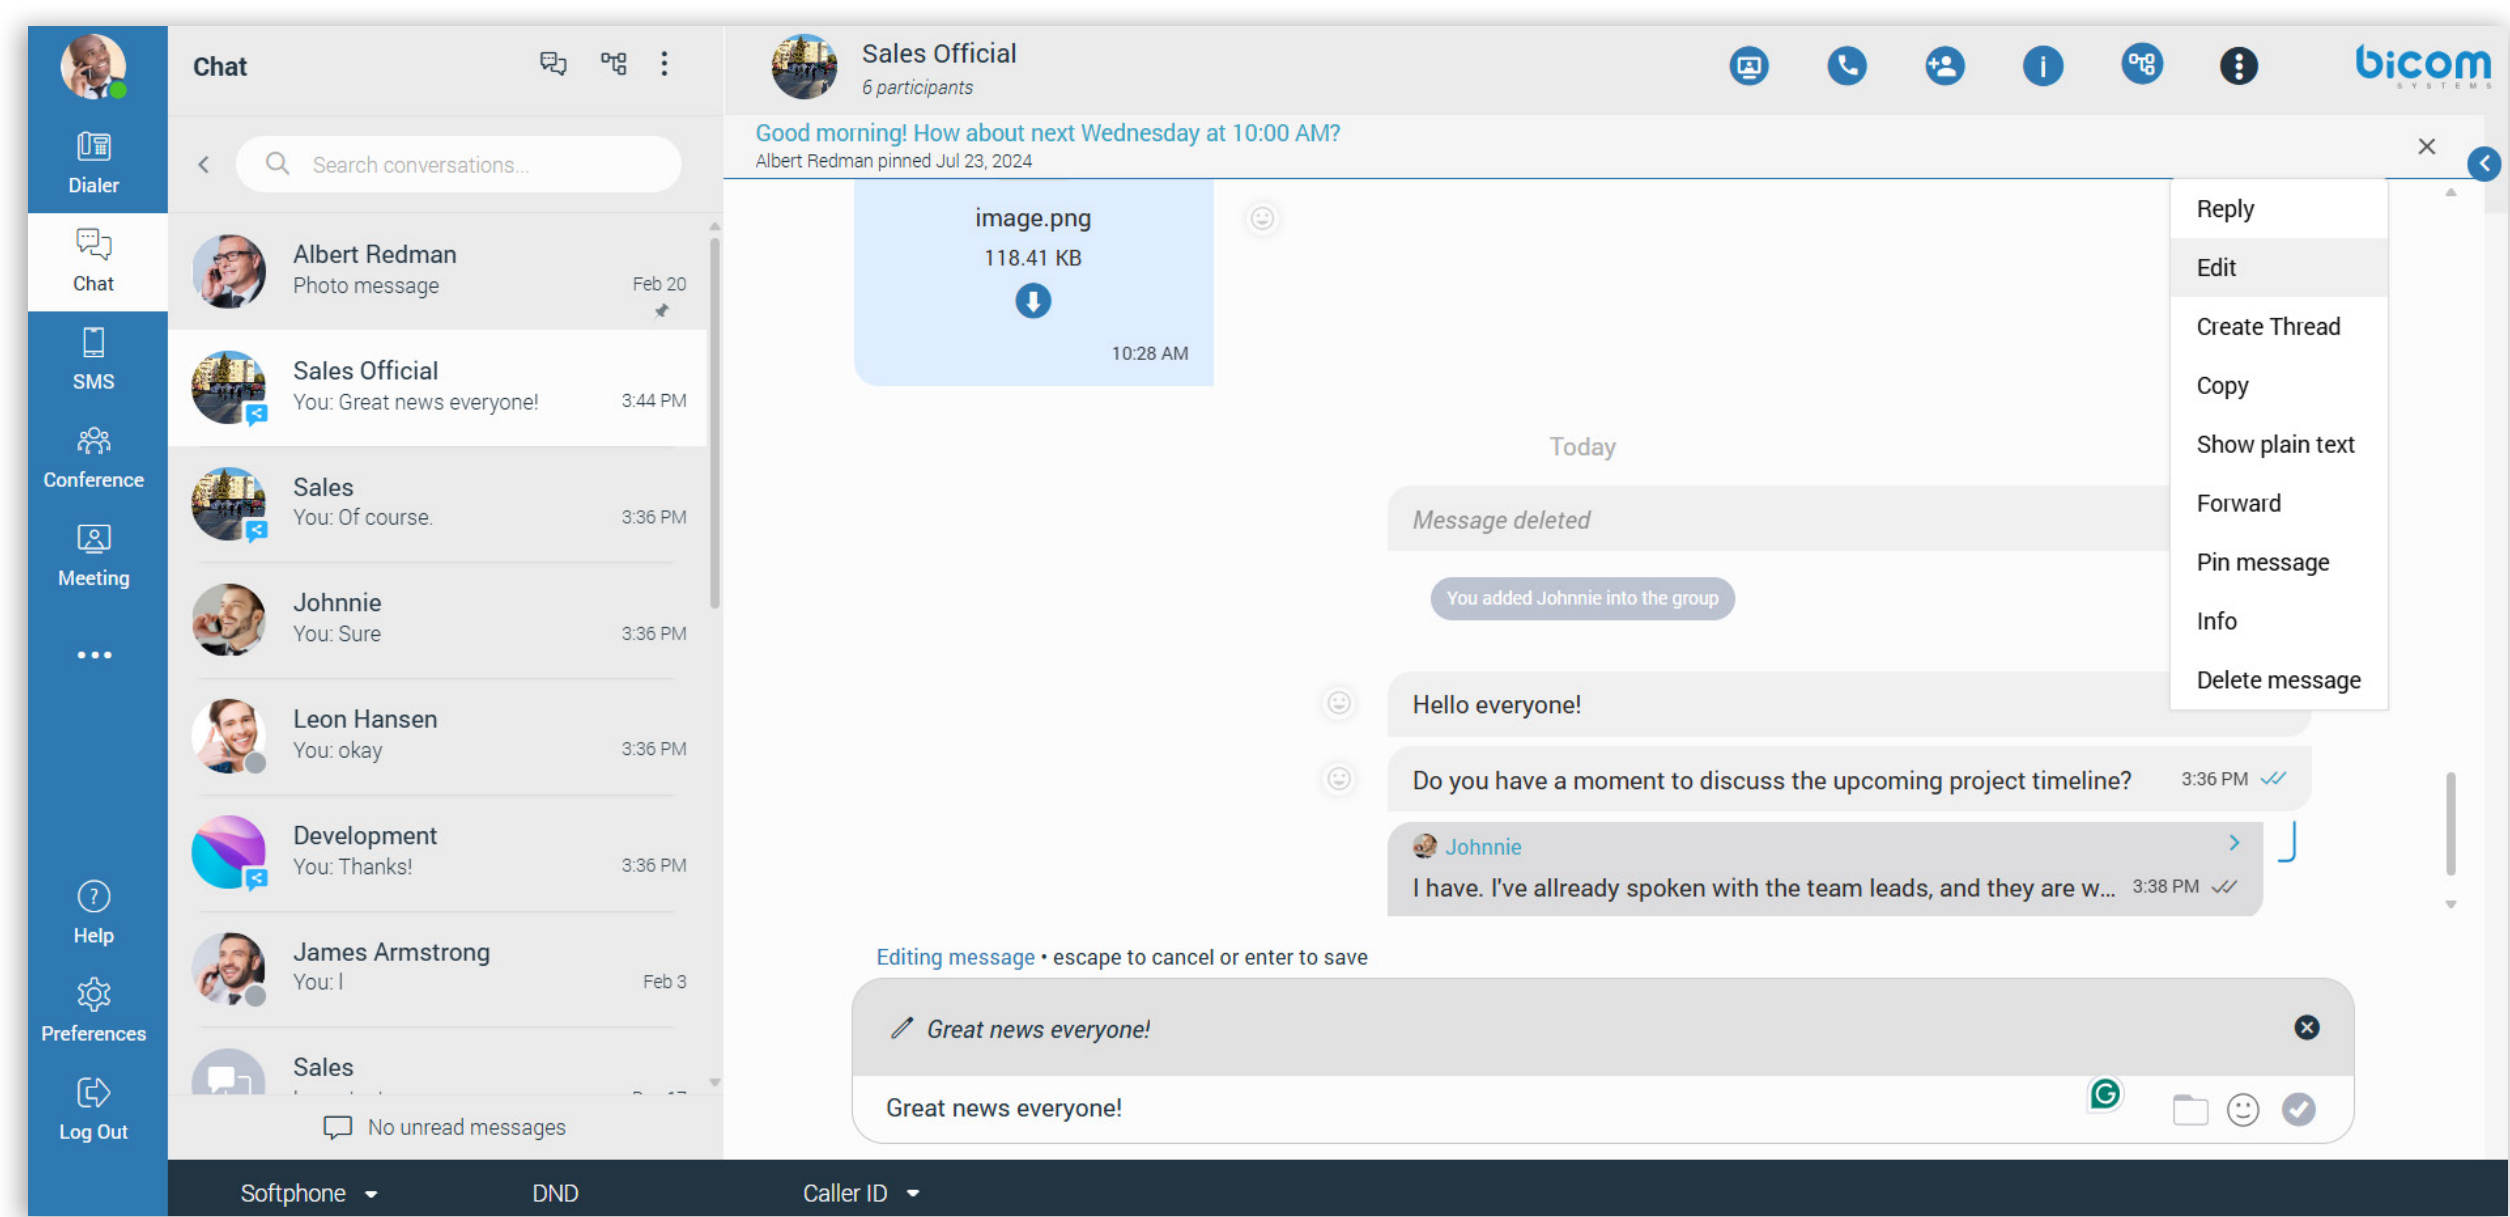 Chat
Sales Official
6 participants
bicom
SYSTEMS
Dialer
Chat
SMS
Conference
Meeting
Help
Preferences
Log Out
Search conversations...
Albert Redman
Photo message
Feb 20
Sales Official
You: Great news everyone!
3:44 PM
Sales
You: Of course.
3:36 PM
Johnnie
You: Sure
3:36 PM
Leon Hansen
You: okay
3:36 PM
Development
You: Thanks!
3:36 PM
James Armstrong
You: I
Feb 3
Sales
No unread messages
Good morning! How about next Wednesday at 10:00 AM?
Albert Redman pinned Jul 23, 2024
image.png
118.41 KB
10:28 AM
Today
Message deleted
You added Johnnie into the group
Hello everyone!
Do you have a moment to discuss the upcoming project timeline?
3:36 PM
Johnnie
I have. I've allready spoken with the team leads, and they are w...
3:38 PM
Reply
Edit
Create Thread
Copy
Show plain text
Forward
Pin message
Info
Delete message
Editing message • escape to cancel or enter to save
Great news everyone!
Great news everyone!
Softphone
DND
Caller ID